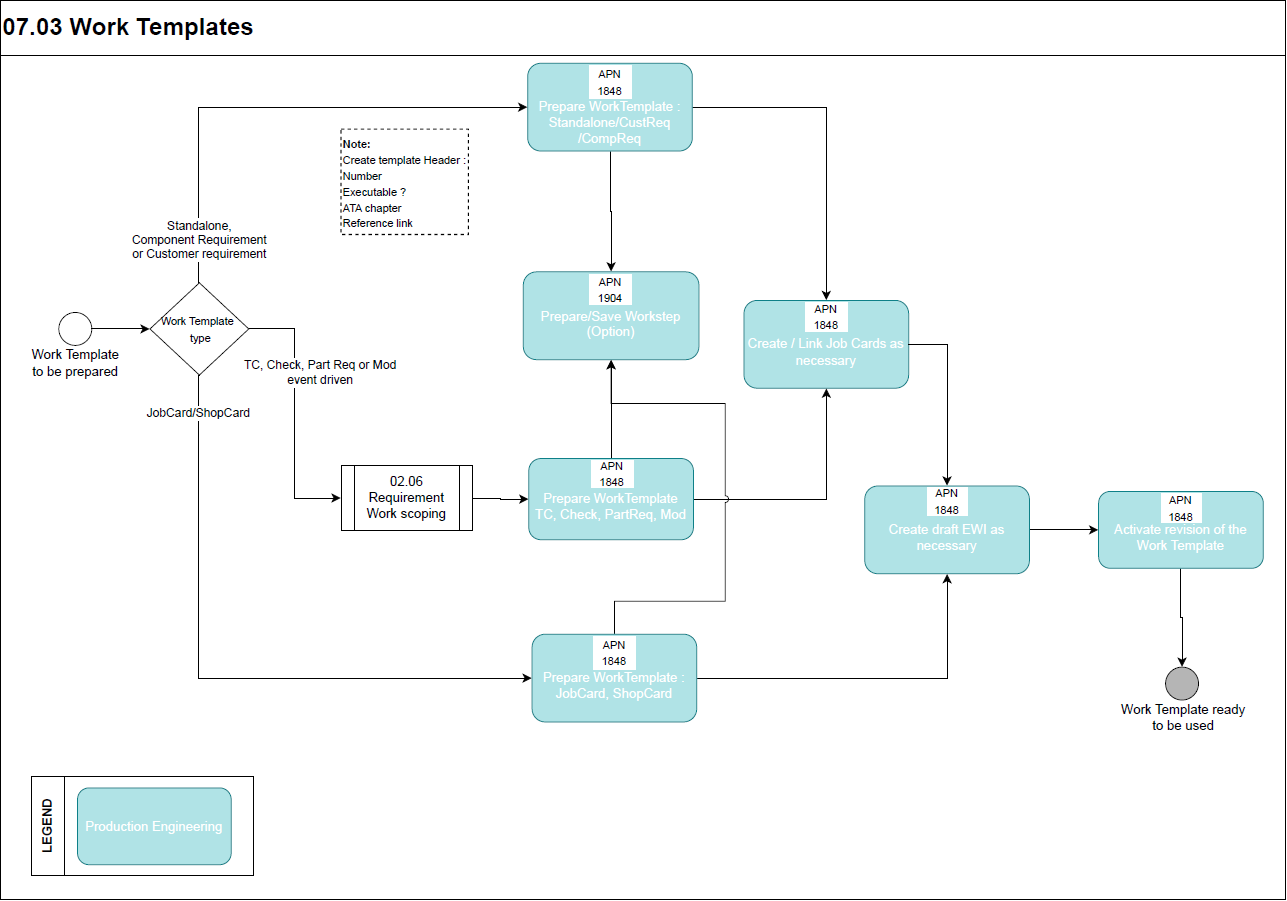 07.03 Work Templates
APN
1848
Prepare WorkTemplate :
Standalone/CustReq
/CompReq
Note:
Create template Header :
Number
Executable ?
ATA chapter
Reference link
Standalone,
Component Requirement
or Customer requirement
APN
1904
Prepare/Save Workstep
(Option)
APN
1848
Create / Link Job Cards as
necessary
Work Template
type
Work Template
to be prepared
TC, Check, Part Req or Mod
event driven
JobCard/ShopCard
02.06
Requirement
Work scoping
APN
1848
Prepare WorkTemplate
TC, Check, PartReq, Mod
APN
1848
Create draft EWI as
necessary
APN
1848
Activate revision of the
Work Template
APN
1848
Prepare WorkTemplate :
JobCard, ShopCard
Work Template ready
to be used
LEGEND
Production Engineering